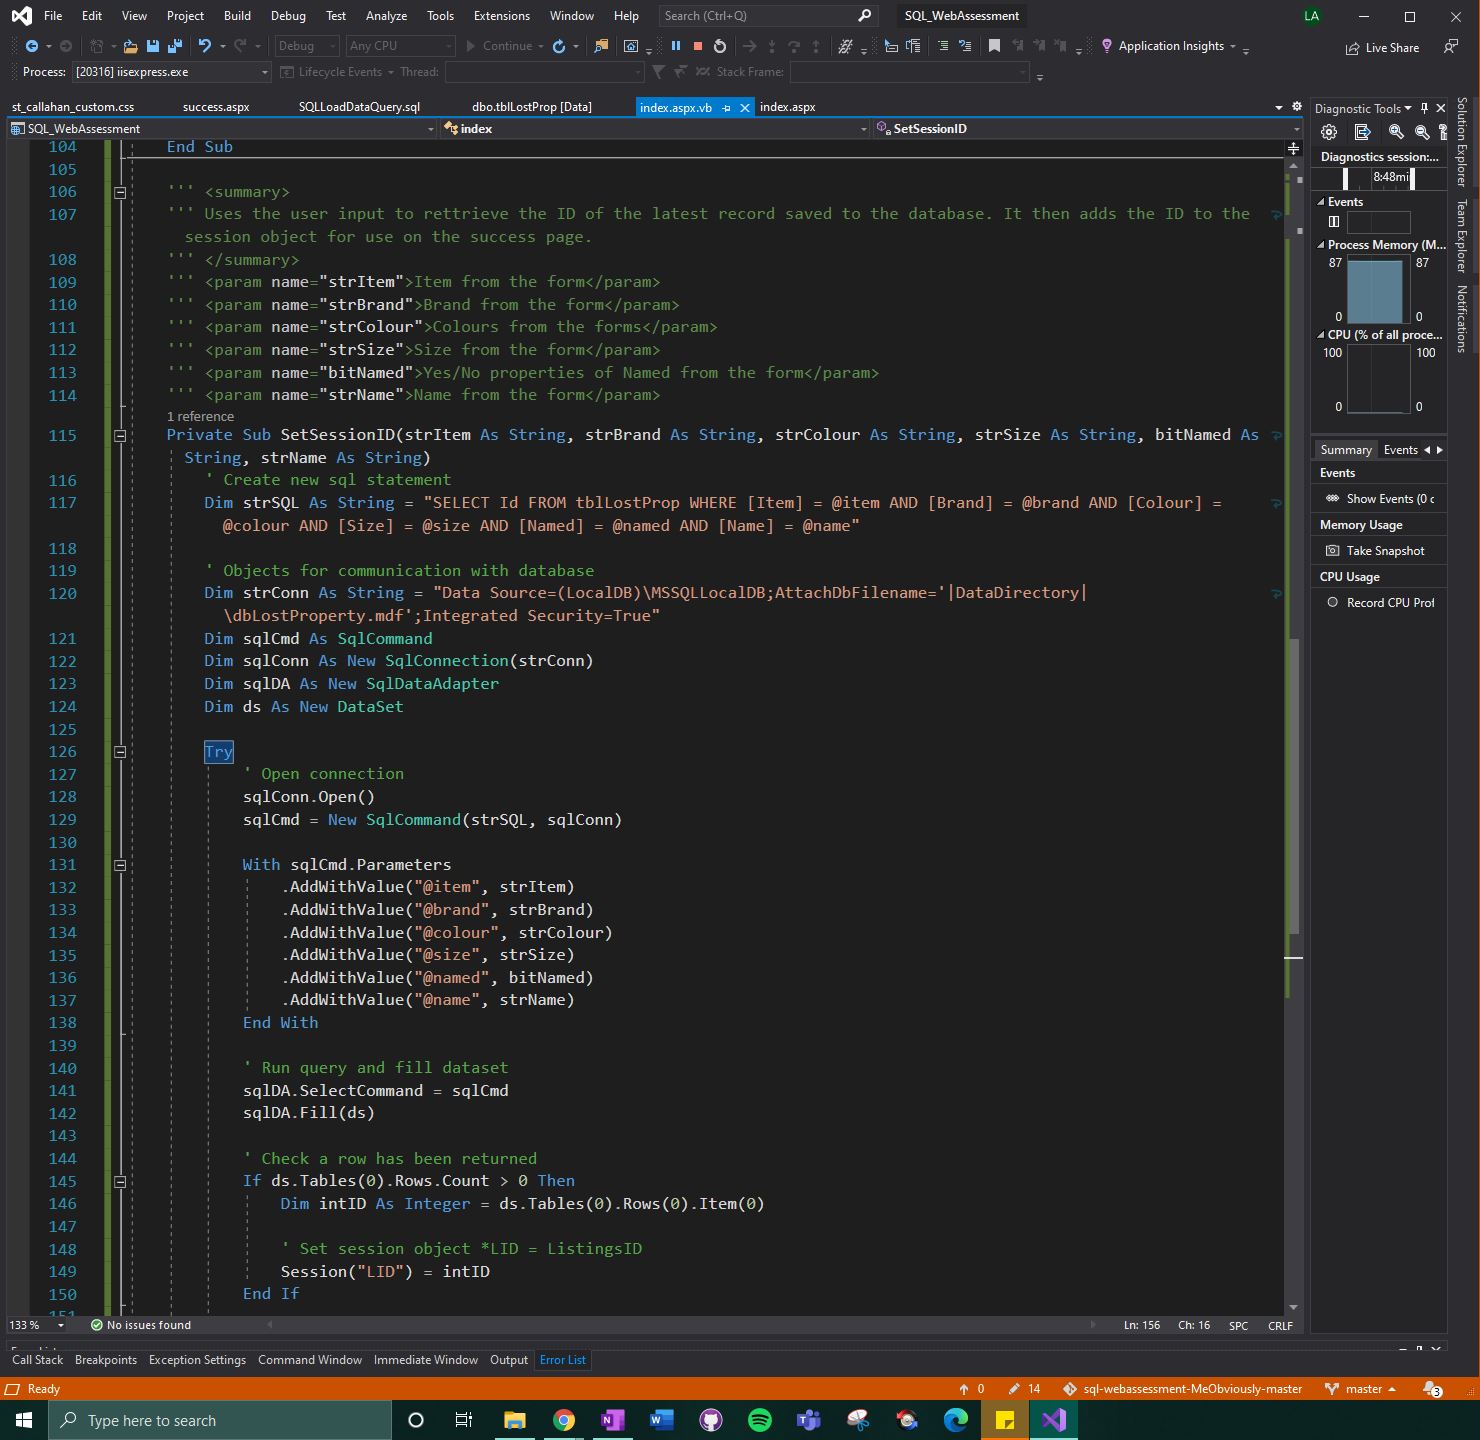 File Edit View Project Build Debug Test Analyze Tools Extensions Window Help Search (Ctrl+Q) SQL_WebAssessment LA
Debug Any CPU Continue Application Insights Live Share
Process: [20316] iisexpress.exe Lifecycle Events Thread: Stack Frame:
st_callahan_custom.css success.aspx SQLLoadDataQuery.sql dbo.tblLostProp [Data] index.aspx.vb index.aspx
SQL_WebAssessment index SetSessionID
104 End Sub
105
106 ''' <summary>
107 ''' Uses the user input to rettrieve the ID of the latest record saved to the database. It then adds the ID to the
session object for use on the success page.
108 ''' </summary>
109 ''' <param name="strItem">Item from the form</param>
110 ''' <param name="strBrand">Brand from the form</param>
111 ''' <param name="strColour">Colours from the forms</param>
112 ''' <param name="strSize">Size from the form</param>
113 ''' <param name="bitNamed">Yes/No properties of Named from the form</param>
114 ''' <param name="strName">Name from the form</param>
1 reference
115 Private Sub SetSessionID(strItem As String, strBrand As String, strColour As String, strSize As String, bitNamed As
String, strName As String)
116 ' Create new sql statement
117 Dim strSQL As String = "SELECT Id FROM tblLostProp WHERE [Item] = @item AND [Brand] = @brand AND [Colour] =
@colour AND [Size] = @size AND [Named] = @named AND [Name] = @name"
118
119 ' Objects for communication with database
120 Dim strConn As String = "Data Source=(LocalDB)\MSSQLLocalDB;AttachDbFilename='|DataDirectory|
\dbLostProperty.mdf';Integrated Security=True"
121 Dim sqlCmd As SqlCommand
122 Dim sqlConn As New SqlConnection(strConn)
123 Dim sqlDA As New SqlDataAdapter
124 Dim ds As New DataSet
125
126 Try
127 ' Open connection
128 sqlConn.Open()
129 sqlCmd = New SqlCommand(strSQL, sqlConn)
130
131 With sqlCmd.Parameters
132 .AddWithValue("@item", strItem)
133 .AddWithValue("@brand", strBrand)
134 .AddWithValue("@colour", strColour)
135 .AddWithValue("@size", strSize)
136 .AddWithValue("@named", bitNamed)
137 .AddWithValue("@name", strName)
138 End With
139
140 ' Run query and fill dataset
141 sqlDA.SelectCommand = sqlCmd
142 sqlDA.Fill(ds)
143
144 ' Check a row has been returned
145 If ds.Tables(0).Rows.Count > 0 Then
146 Dim intID As Integer = ds.Tables(0).Rows(0).Item(0)
147
148 ' Set session object *LID = ListingsID
149 Session("LID") = intID
150 End If
133 % No issues found Ln: 156 Ch: 16 SPC CRLF
Diagnostic Tools
Diagnostics session:...
8:48mi
Events
Process Memory (M...
87 87
0 0
CPU (% of all proce...
100 100
0 0
Summary Events
Events
Show Events (0 c
Memory Usage
Take Snapshot
CPU Usage
Record CPU Prof
Solution Explorer
Team Explorer
Notifications
Call Stack Breakpoints Exception Settings Command Window Immediate Window Output Error List
Ready 0 14 sql-webassessment-MeObviously-master master 3
Type here to search